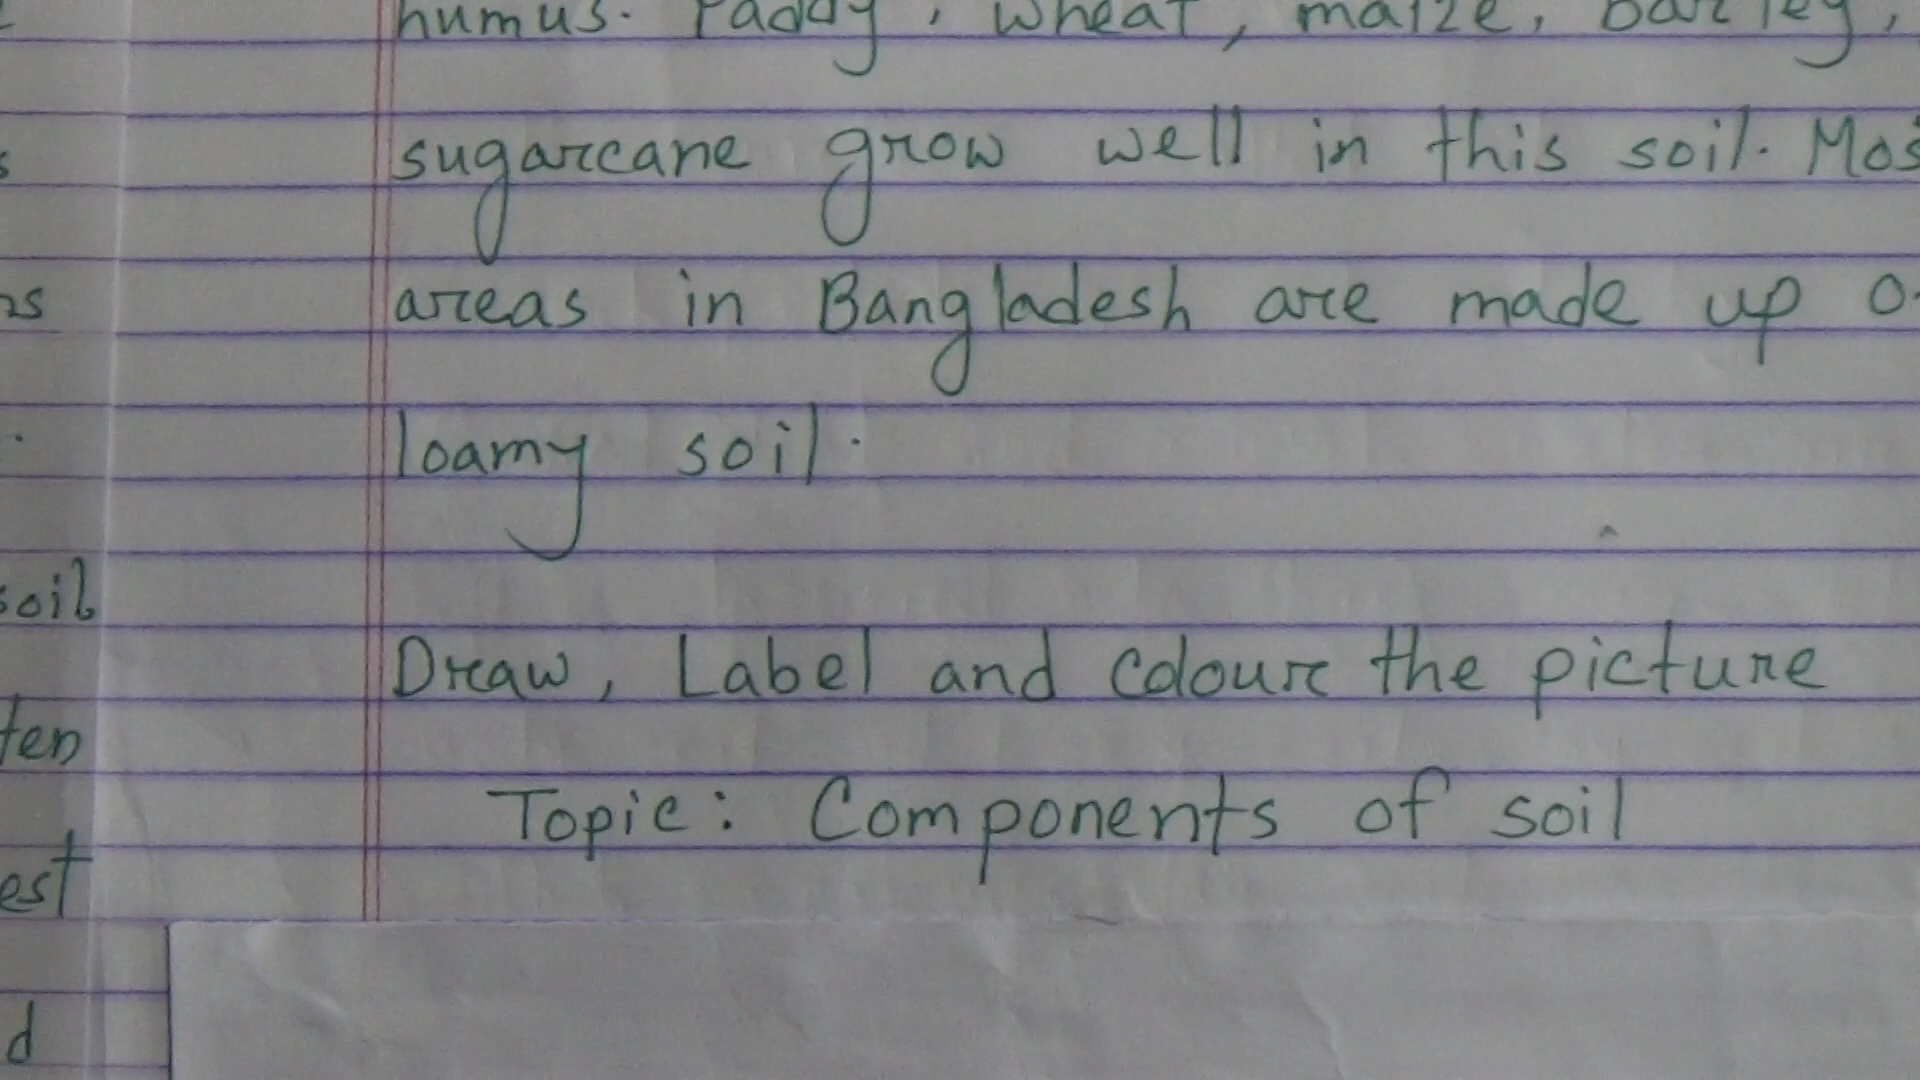 humus. Paddy, wheat, maize, barley,
sugarcane grow well in this soil.
areas in Bangladesh are made up
loamy soil.
soil
Draw, Label and colour the picture
Topic: Components of soil
d